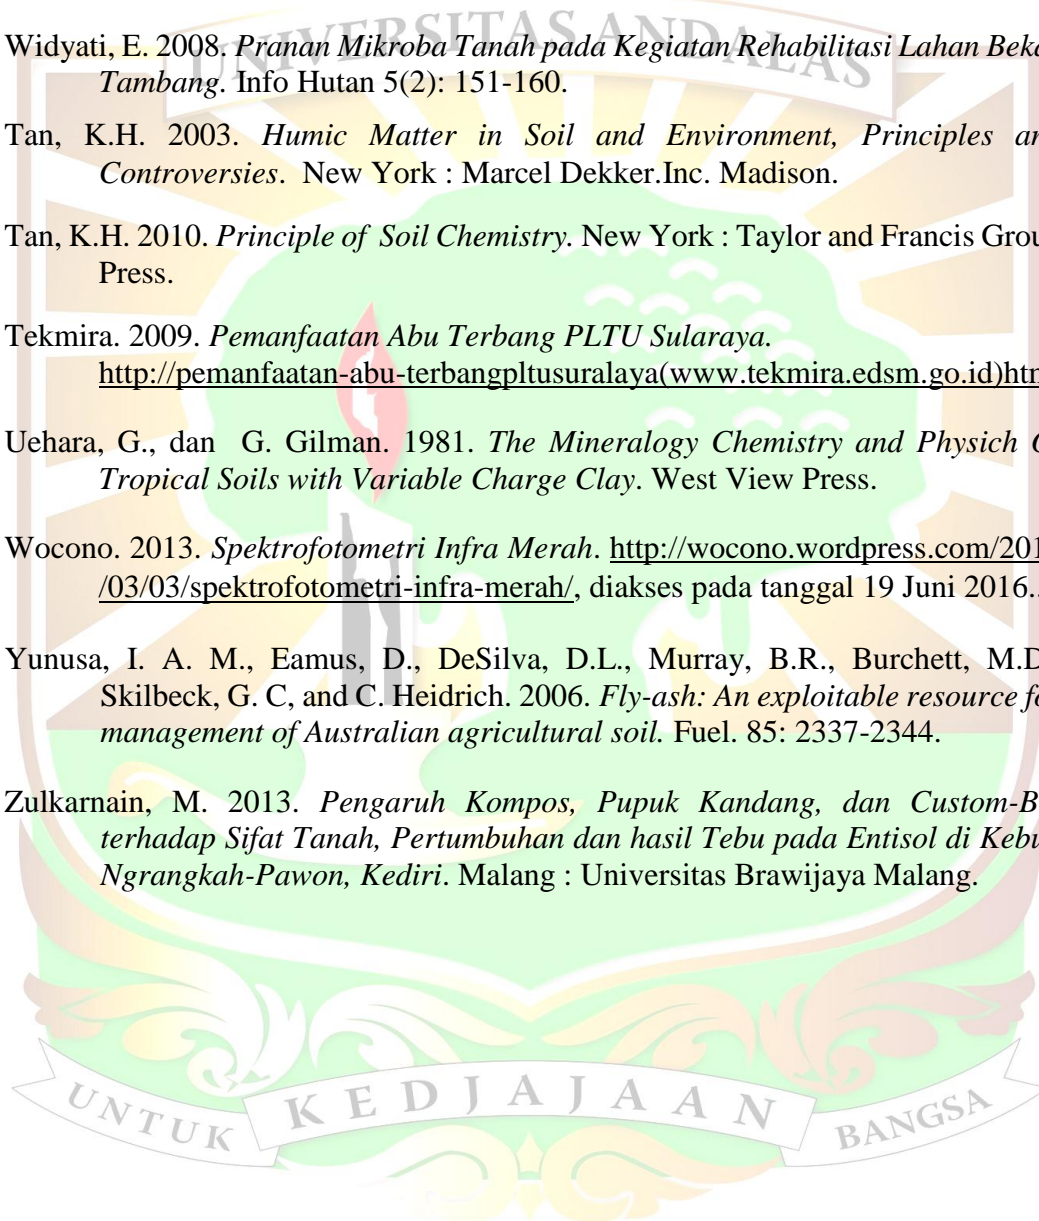 UNIVERSITAS ANDALAS
Widyati, E. 2008. Pranan Mikroba Tanah pada Kegiatan Rehabilitasi Lahan
Tambang. Info Hutan 5(2): 151-160.
Tan, K.H. 2003. Humic Matter in Soil and Environment, Principles
Controversies. New York : Marcel Dekker.Inc. Madison.
Tan, K.H. 2010. Principle of Soil Chemistry. New York : Taylor and Francis
Press.
Tekmira. 2009. Pemanfaatan Abu Terbang PLTU Sularaya.
http://pemanfaatan-abu-terbangpltusuralaya(www.tekmira.edsm.go.id)htm
Uehara, G., dan G. Gilman. 1981. The Mineralogy Chemistry and Physich
Tropical Soils with Variable Charge Clay. West View Press.
Wocono. 2013. Spektrofotometri Infra Merah. http://wocono.wordpress.com/201
/03/03/spektrofotometri-infra-merah/, diakses pada tanggal 19 Juni 2016..
Yunusa, I. A. M., Eamus, D., DeSilva, D.L., Murray, B.R., Burchett, M.D
Skilbeck, G. C, and C. Heidrich. 2006. Fly-ash: An exploitable resource
management of Australian agricultural soil. Fuel. 85: 2337-2344.
Zulkarnain, M. 2013. Pengaruh Kompos, Pupuk Kandang, dan
terhadap Sifat Tanah, Pertumbuhan dan hasil Tebu pada Entisol di
Ngrangkah-Pawon, Kediri. Malang : Universitas Brawijaya Malang.
UNTUK KEDJAJAAN BANGSA